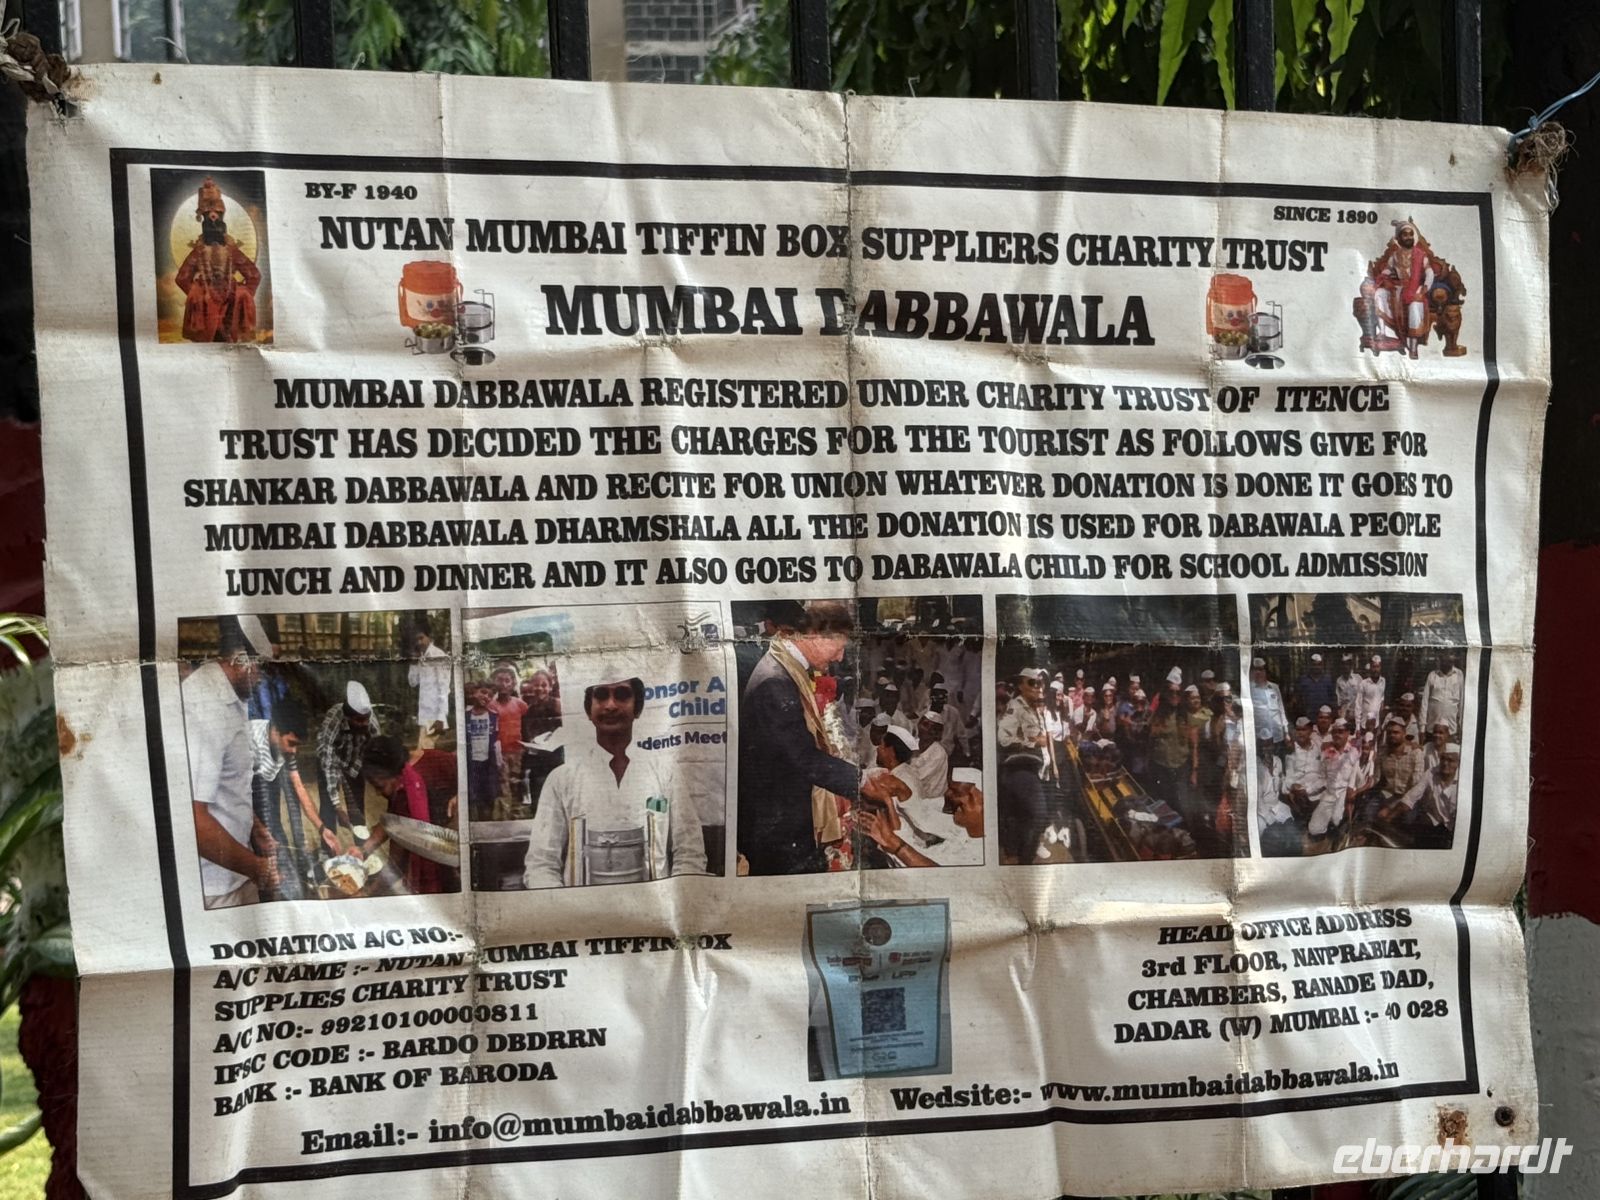 BY-F 1940
SINCE 1890
NUTAN MUMBAI TIFFIN BOX SUPPLIERS CHARITY TRUST
MUMBAI DABBAWALA
MUMBAI DABBAWALA REGISTERED UNDER CHARITY TRUST OF ITENCE
TRUST HAS DECIDED THE CHARGES FOR THE TOURIST AS FOLLOWS GIVE FOR
SHANKAR DABBAWALA AND RECITE FOR UNION WHATEVER DONATION IS DONE IT GOES TO
MUMBAI DABBAWALA DHARMSHALA ALL THE DONATION IS USED FOR DABAWALA PEOPLE
LUNCH AND DINNER AND IT ALSO GOES TO DABAWALA CHILD FOR SCHOOL ADMISSION
onsor A
Child
dents Meet
DONATION A/C NO:-
A/C NAME :- NUTAN MUMBAI TIFFIN BOX
SUPPLIES CHARITY TRUST
A/C NO:- 99210100000811
IFSC CODE :- BARDO DBDRRN
BANK :- BANK OF BARODA
HEAD OFFICE ADDRESS
3rd FLOOR, NAVPRABIAT,
CHAMBERS, RANADE DAD,
DADAR (W) MUMBAI :- 40 028
Email:- info@mumbaidabbawala.in
Wedsite:- www.mumbaidabbawala.in
eberhardt